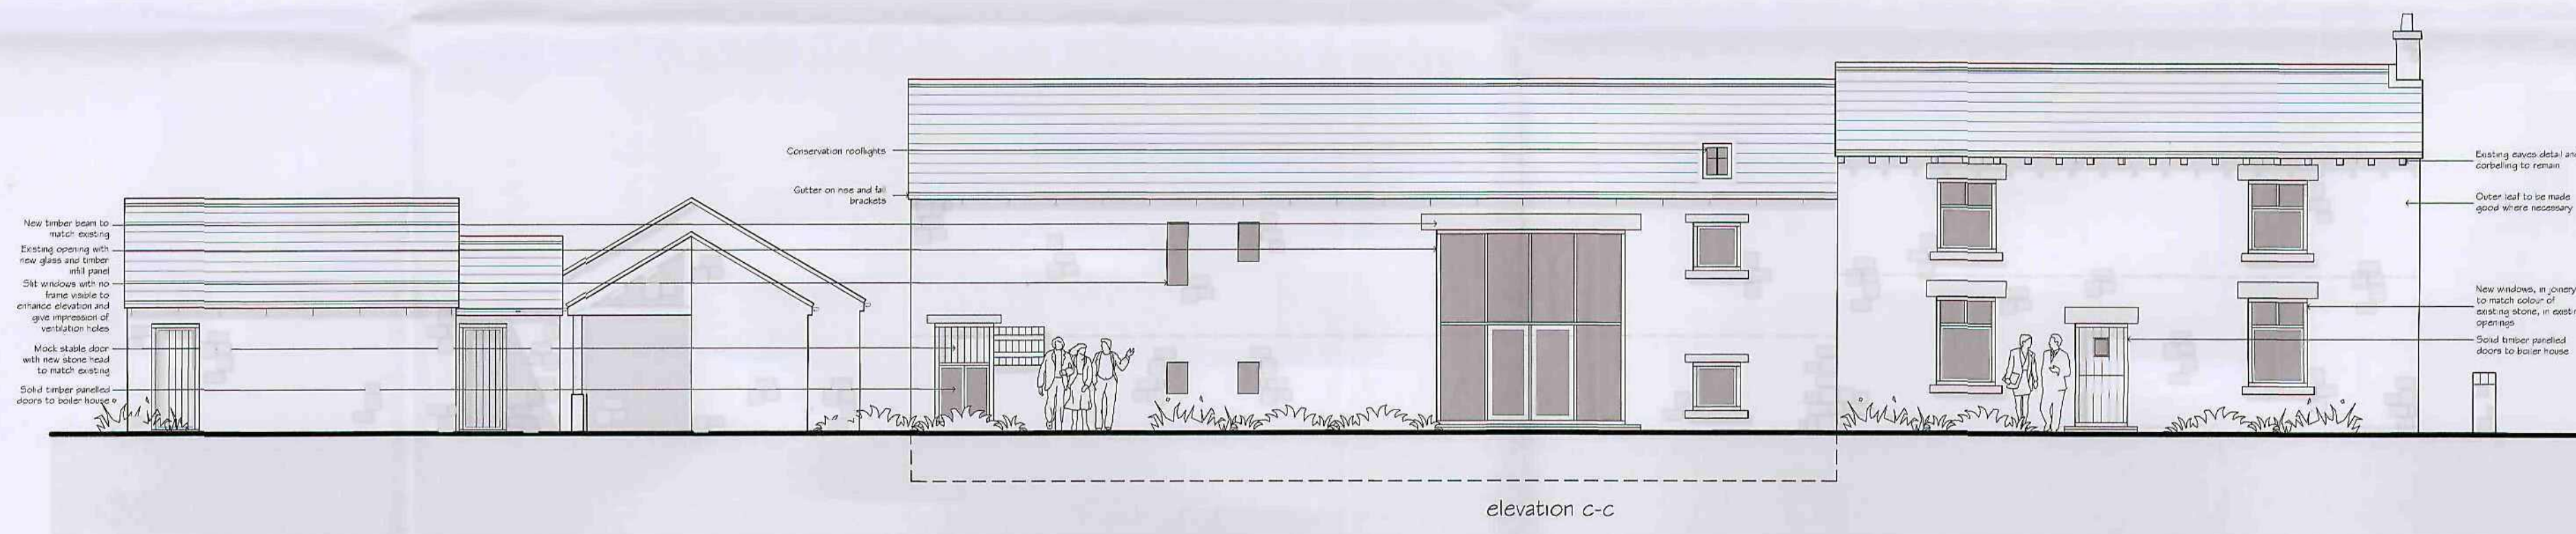 New timber beam to
match existing
Existing opening with
new glass and timber
infill panel
Slit windows with no
frame visible to
enhance elevation and
give impression of
ventilation holes
Mock stable door
with new stone head
to match existing
Solid timber panelled
doors to boiler house
Conservation rooflights
Gutter on rise and fall
brackets
Existing eaves detail and
corbelling to remain
Outer leaf to be made
good where necessary
New windows, in joinery
to match colour of
existing stone, in
openings
Solid timber panelled
doors to boiler house
elevation c-c